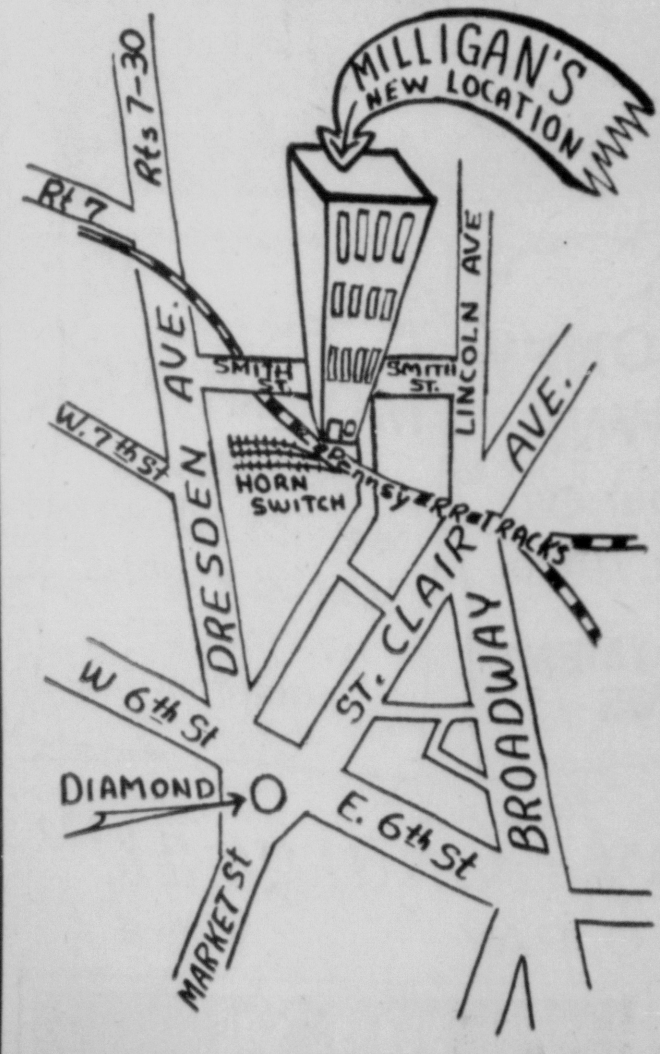 MILLIGAN'S
NEW LOCATION
Rts 7-30
Rt 7
LINCOLN AVE
SMITH
ST.
SMITH
ST.
DRESDEN AVE.
W. 7th St
HORN
SWITCH
Pennsy RR TRACKS
ST. CLAIR AVE.
BROADWAY
W 6th St
DIAMOND
E. 6th St
MARKET St